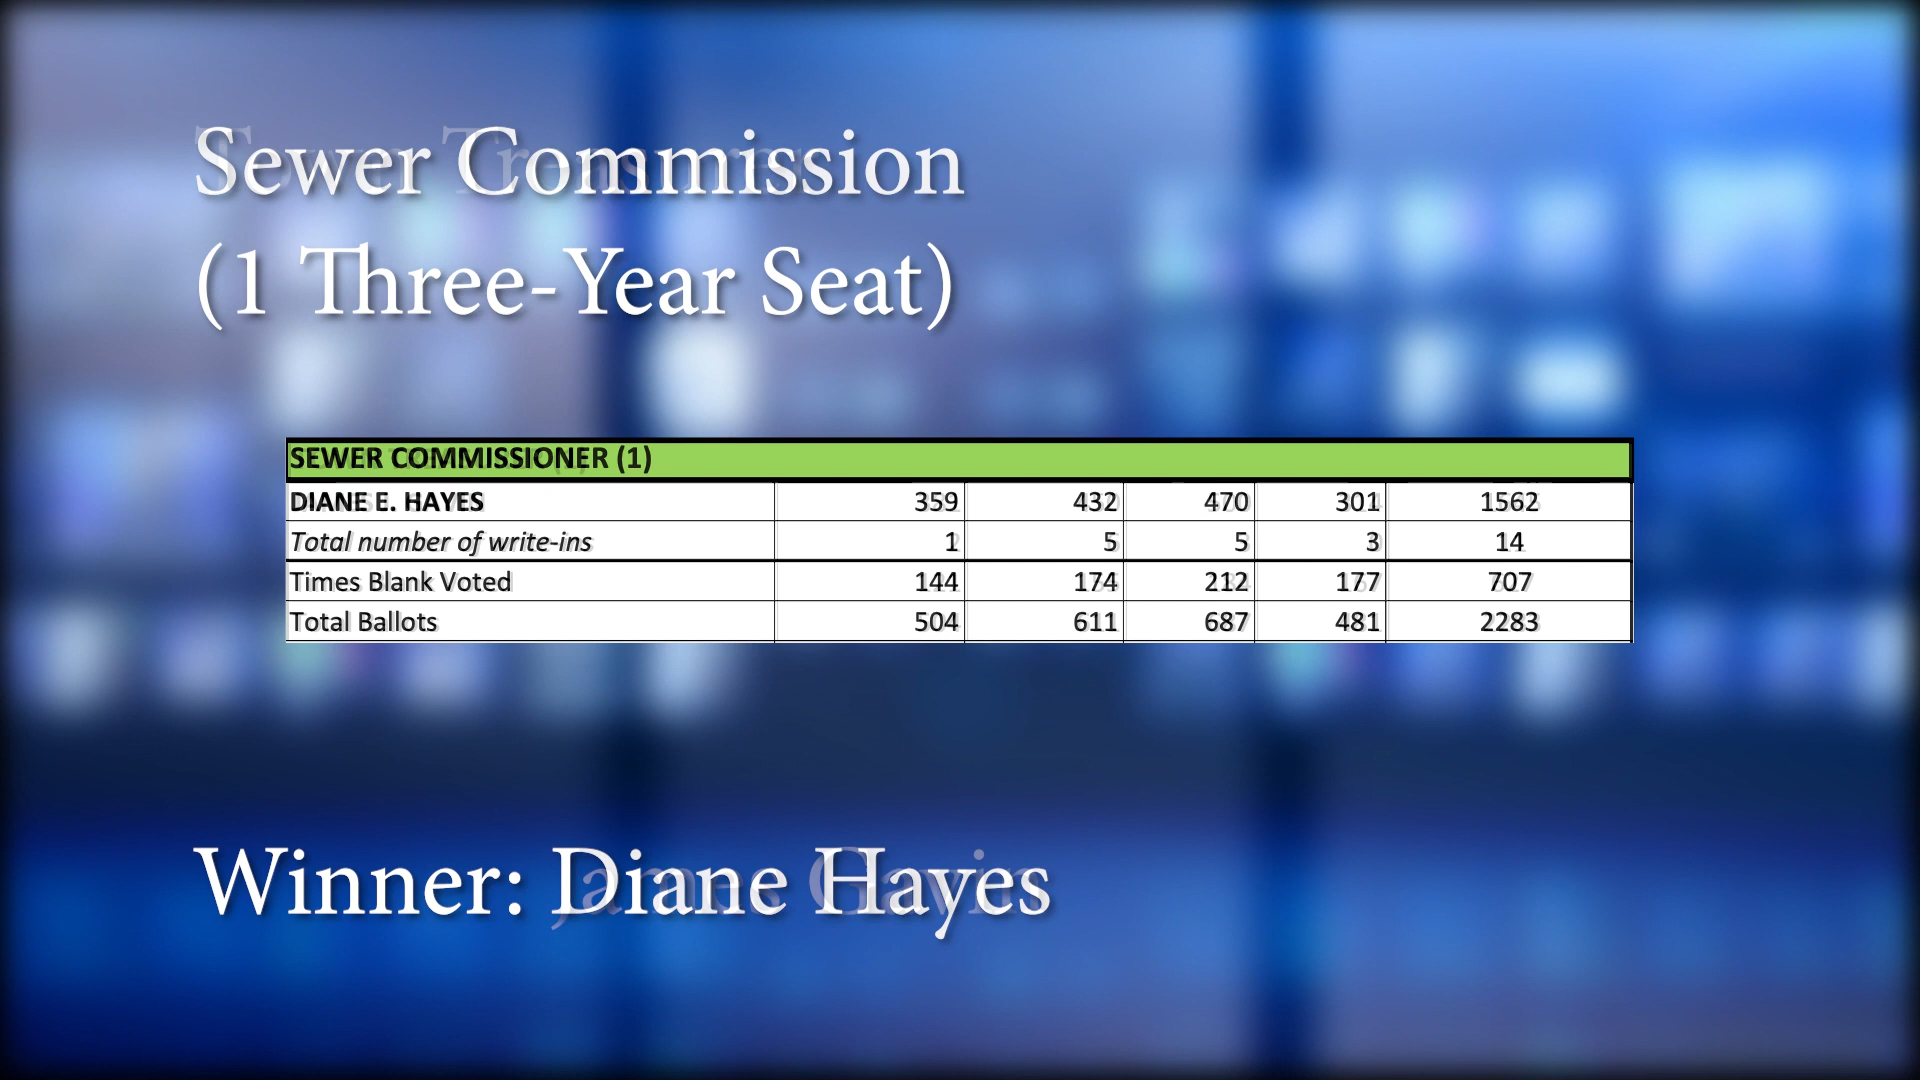 Sewer Commission
(1 Three-Year Seat)
SEWER COMMISSIONER (1)
DIANE E. HAYES 359 432 470 301 1562
Total number of write-ins 1 5 5 3 14
Times Blank Voted 144 174 212 177 707
Total Ballots 504 611 687 481 2283
Winner: Diane Hayes